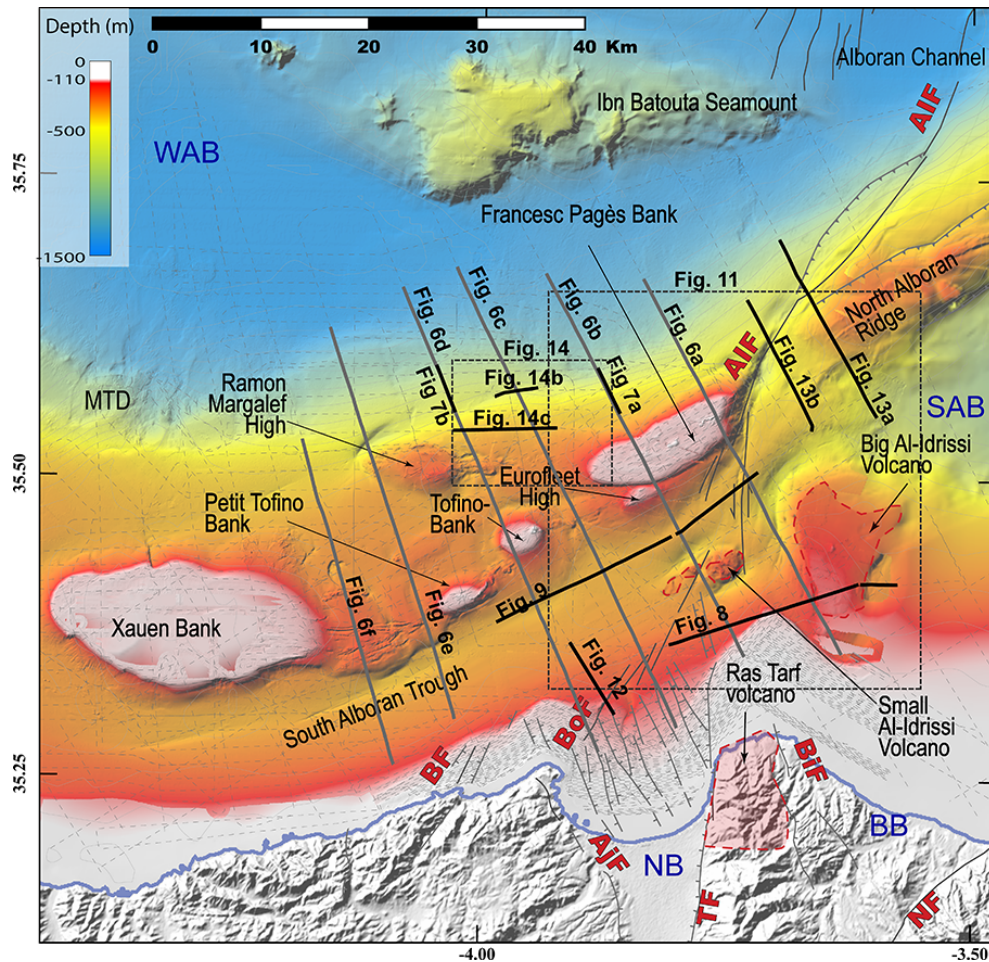 Depth (m)
0
-110
-500
-1500
0 10 20 30 40 Km
Alboran Channel
Ibn Batouta Seamount
AlF
WAB
35.75
Francesc Pagès Bank
Fig. 11
North Alboran
Ridge
Fig. 6d
Fig. 6c
Fig. 6b
Fig. 6a
Fig. 14
AlF
Ramon
Margalef
High
Fig. 14b
Fig 7b
Fig 7a
Fig. 13b
Fig. 13a
MTD
SAB
Fig. 14c
Big Al-Idrissi
Volcano
35.50
Eurofleet
High
Petit Tofino
Bank
Tofino-
Bank
Fig. 9
Fig. 6f
Fig. 6e
Xauen Bank
Fig. 8
Fig. 12
Ras Tarf
volcano
South Alboran Trough
Small
Al-Idrissi
Volcano
35.25
BF
BoF
BiF
AjF
NB
BB
TF
NF
-4.00
-3.50